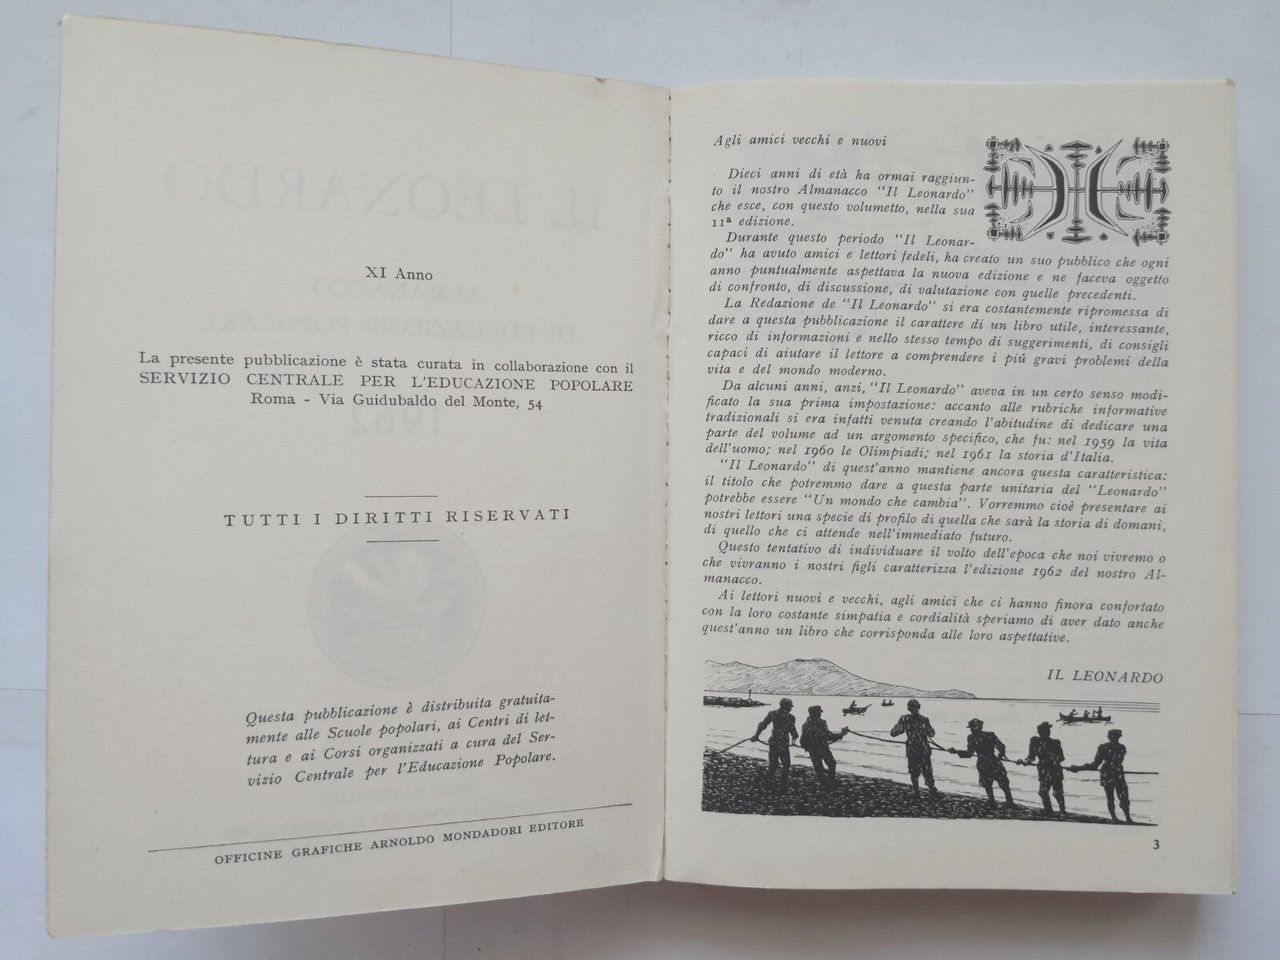 XI Anno
La presente pubblicazione è stata curata in collaborazione con il
SERVIZIO CENTRALE PER L'EDUCAZIONE POPOLARE
Roma - Via Guidubaldo del Monte, 54
TUTTI I DIRITTI RISERVATI
Questa pubblicazione è distribuita gratuita-
mente alle Scuole popolari, ai Centri di let-
tura e ai Corsi organizzati a cura del Ser-
vizio Centrale per l'Educazione Popolare.
OFFICINE GRAFICHE ARNOLDO MONDADORI EDITORE
Agli amici vecchi e nuovi
Dieci anni di età ha ormai raggiun-
to il nostro Almanacco "Il Leonardo"
che esce, con questo volumetto, nella sua
11ª edizione.
Durante questo periodo "Il Leonar-
do" ha avuto amici e lettori fedeli, ha creato un suo pubblico che ogni
anno puntualmente aspettava la nuova edizione e ne faceva oggetto
di confronto, di discussione, di valutazione con quelle precedenti.
La Redazione de "Il Leonardo" si era costantemente ripromessa di
dare a questa pubblicazione il carattere di un libro utile, interessante,
ricco di informazioni e nello stesso tempo di suggerimenti, di consigli
capaci di aiutare il lettore a comprendere i piú gravi problemi della
vita e del mondo moderno.
Da alcuni anni, anzi, "Il Leonardo" aveva in un certo senso modi-
ficato la sua prima impostazione: accanto alle rubriche informative
tradizionali si era infatti venuta creando l'abitudine di dedicare una
parte del volume ad un argomento specifico, che fu: nel 1959 la vita
dell'uomo; nel 1960 le Olimpiadi; nel 1961 la storia d'Italia.
"Il Leonardo" di quest'anno mantiene ancora questa caratteristica:
il titolo che potremmo dare a questa parte unitaria del "Leonardo"
potrebbe essere "Un mondo che cambia". Vorremmo cioè presentare ai
nostri lettori una specie di profilo di quella che sarà la storia di domani,
di quello che ci attende nell'immediato futuro.
Questo tentativo di individuare il volto dell'epoca che noi vivremo o
che vivranno i nostri figli caratterizza l'edizione 1962 del nostro Al-
manacco.
Ai lettori nuovi e vecchi, agli amici che ci hanno finora confortato
con la loro costante simpatia e cordialità speriamo di aver dato anche
quest'anno un libro che corrisponda alle loro aspettative.
IL LEONARDO
3